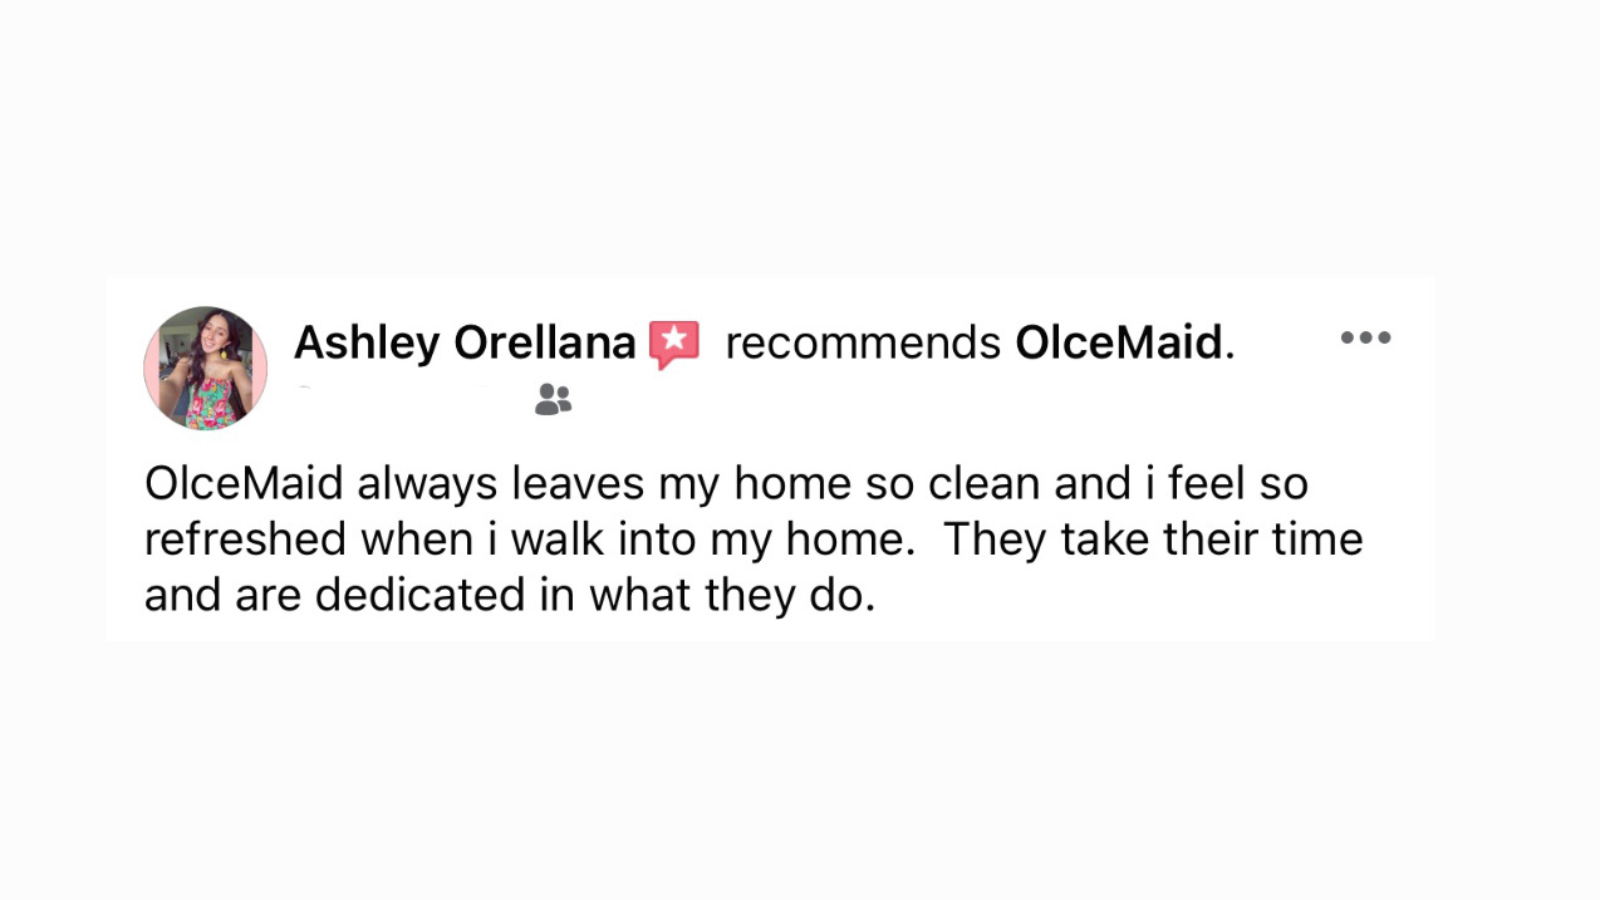 Ashley Orellana recommends OlceMaid.
OlceMaid always leaves my home so clean and i feel so
refreshed when i walk into my home.  They take their time
and are dedicated in what they do.